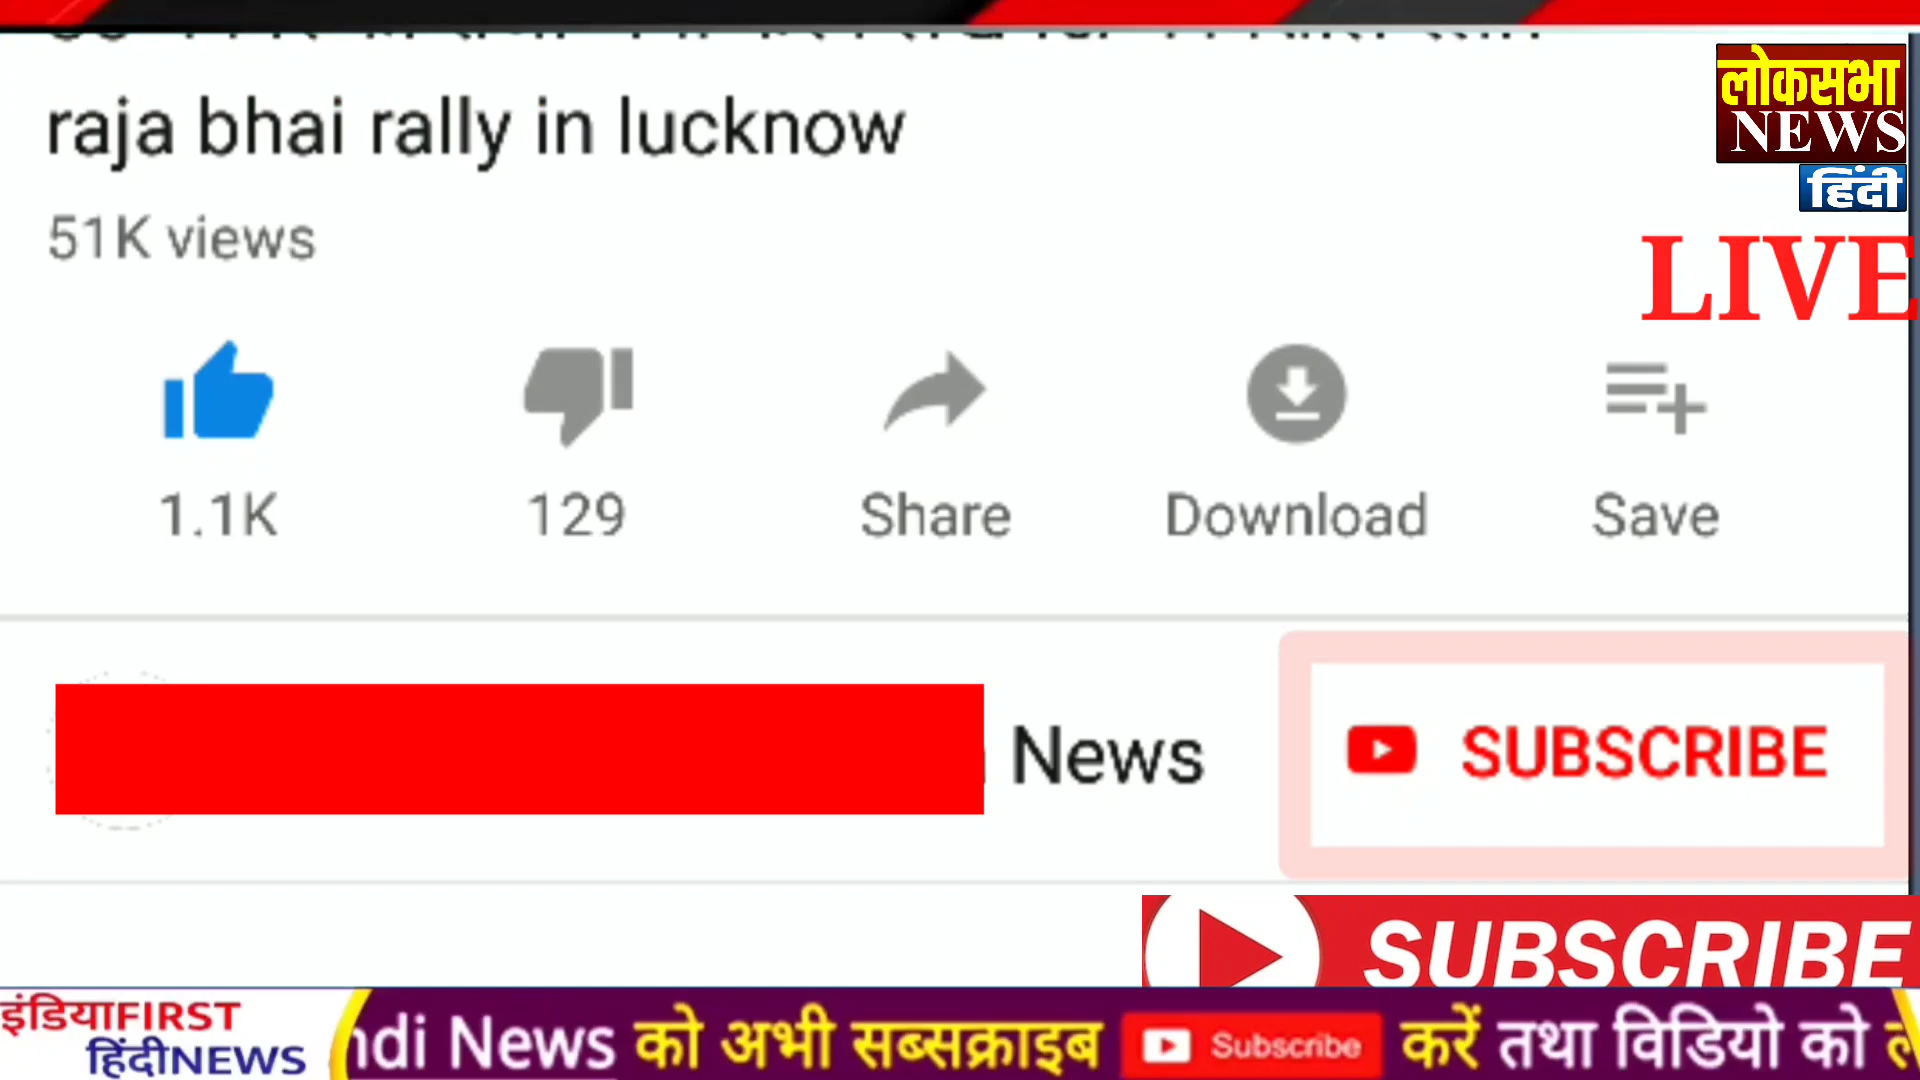 raja bhai rally in lucknow
51K views
लोकसभा
NEWS
हिंदी
LIVE
1.1K 129 Share Download Save
News SUBSCRIBE
SUBSCRIBE
इंडियाFIRST
हिंदीNEWS
ndi News को अभी सब्सक्राइब Subscribe करें तथा विडियो को